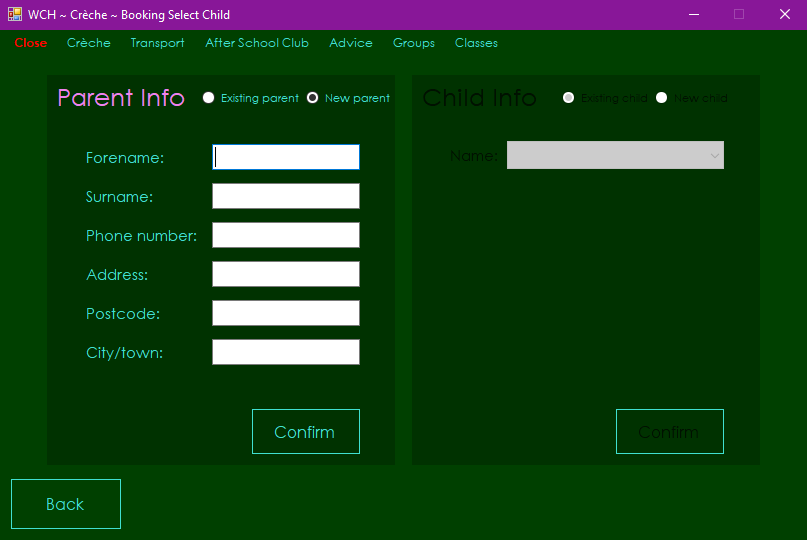 WCH ~ Crèche ~ Booking Select Child
Close Crèche Transport After School Club Advice Groups Classes
Parent Info Existing parent New parent
Forename:
Surname:
Phone number:
Address:
Postcode:
City/town:
Confirm
Child Info Existing child New child
Name:
Confirm
Back